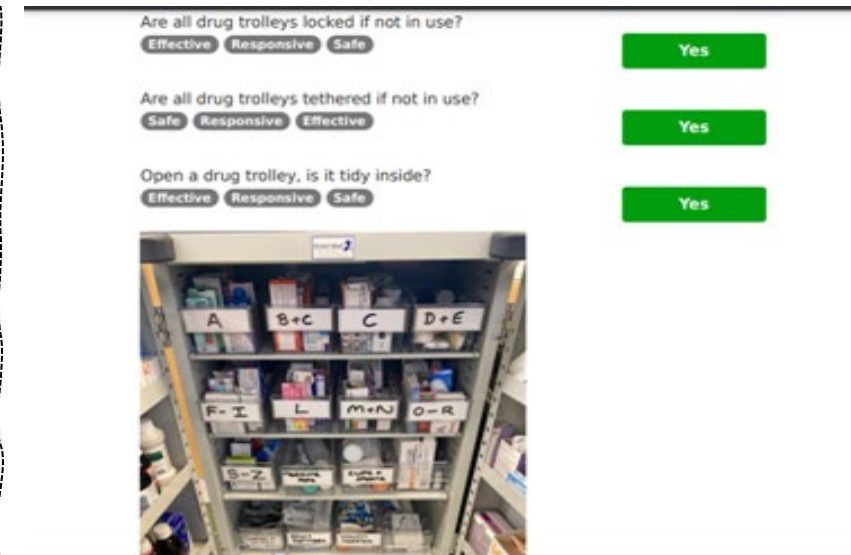 Are all drug trolleys locked if not in use?
Effective Responsive Safe
Yes
Are all drug trolleys tethered if not in use?
Safe Responsive Effective
Yes
Open a drug trolley, is it tidy inside?
Effective Responsive Safe
Yes
2
A B+C C D+E
F-I L M+N O-R
S-Z